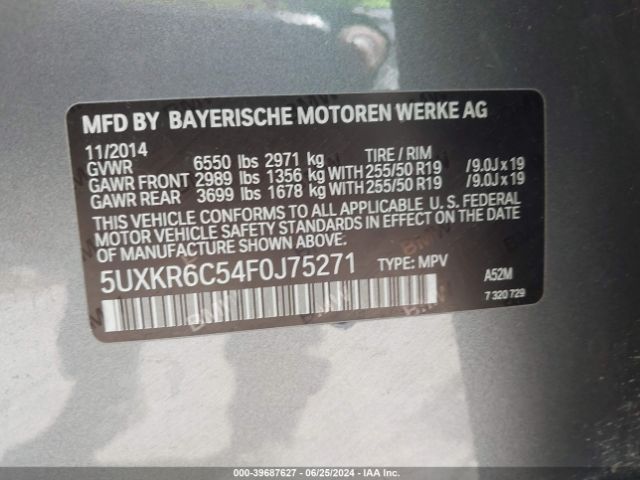 MFD BY BAYERISCHE MOTOREN WERKE AG
11/2014
GVWR 6550 lbs 2971 kg TIRE / RIM
GAWR FRONT 2989 lbs 1356 kg WITH 255/50 R19 /9.0J x 19
GAWR REAR 3699 lbs 1678 kg WITH 255/50 R19 /9.0J x 19
THIS VEHICLE CONFORMS TO ALL APPLICABLE U. S. FEDERAL
MOTOR VEHICLE SAFETY STANDARDS IN EFFECT ON THE DATE
OF MANUFACTURE SHOWN ABOVE.
5UXKR6C54F0J75271 TYPE: MPV A52M
7 320 729
000-39687627 / 06/25/2024 - IAA, Inc.